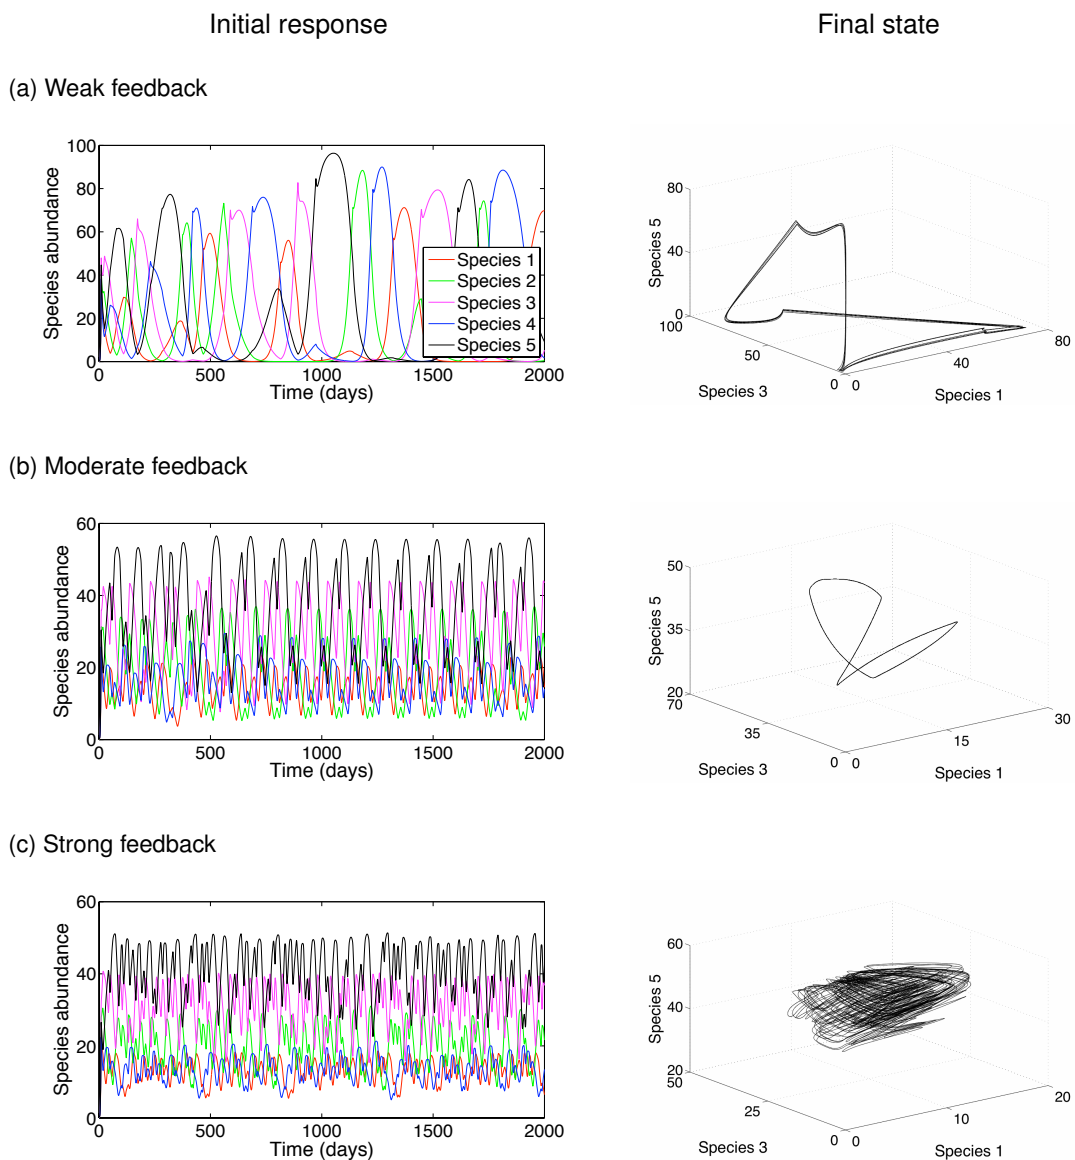 Initial response
Final state
(a) Weak feedback
Species abundance
100
80
60
40
20
0
0 500 1000 1500 2000
Time (days)
Species 1
Species 2
Species 3
Species 4
Species 5
Species 5
80
40
0
100
50
0
Species 3
0
40
80
Species 1
(b) Moderate feedback
Species abundance
60
40
20
0
0 500 1000 1500 2000
Time (days)
Species 5
50
35
20
70
35
0
Species 3
0
15
30
Species 1
(c) Strong feedback
Species abundance
60
40
20
0
0 500 1000 1500 2000
Time (days)
Species 5
60
40
20
50
25
0
Species 3
0
10
20
Species 1